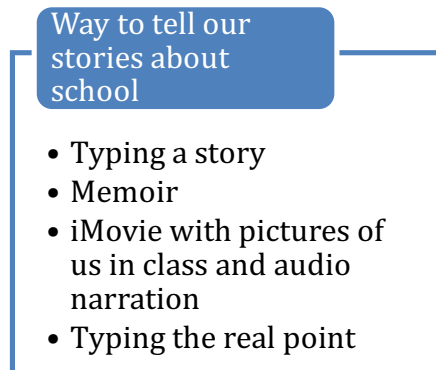 Way to tell our
stories about
school
• Typing a story
• Memoir
• iMovie with pictures of
us in class and audio
narration
• Typing the real point